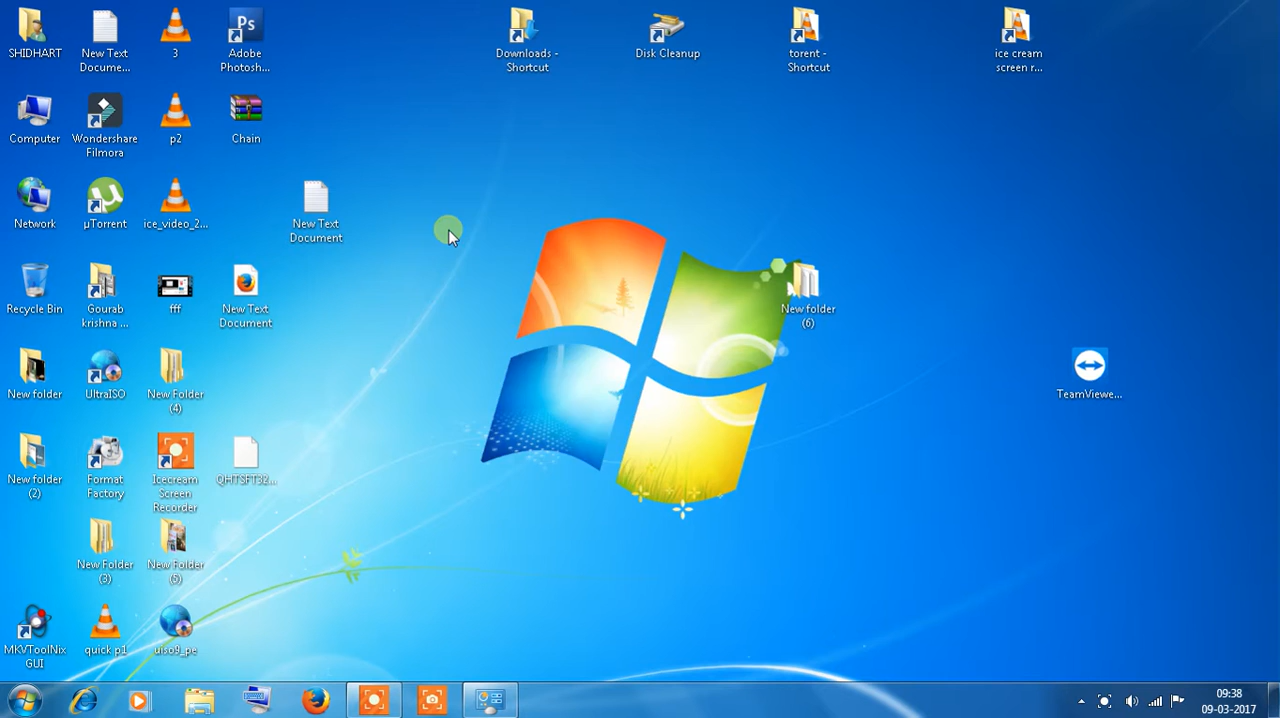 SHIDHART
New Text
Docume...
3
Adobe
Photosh...
Ps
Downloads -
Shortcut
Disk Cleanup
torent -
Shortcut
ice cream
screen r...
Computer
Wondershare
Filmora
p2
Chain
Network
µTorrent
ice_video_2...
New Text
Document
Recycle Bin
Gourab
krishna ...
fff
New Text
Document
New folder
(6)
New folder
UltraISO
New Folder
(4)
TeamViewe...
New folder
(2)
Format
Factory
Icecream
Screen
Recorder
QHTSFT32...
New Folder
(3)
New Folder
(5)
MKVToolNix
GUI
quick p1
uiso9_pe
09:38
09-03-2017